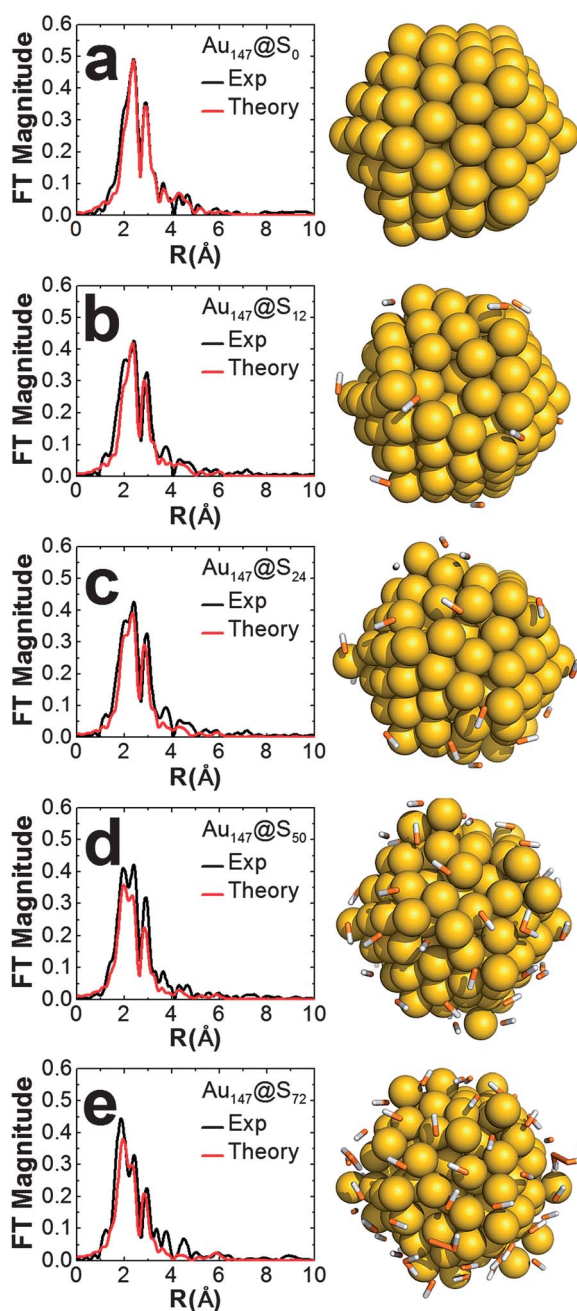 a
Au147@S0
Exp
Theory
FT Magnitude
0.6
0.5
0.4
0.3
0.2
0.1
0.0
0 2 4 6 8 10
R(Å)
b
Au147@S12
Exp
Theory
FT Magnitude
0.6
0.5
0.4
0.3
0.2
0.1
0.0
0 2 4 6 8 10
R(Å)
c
Au147@S24
Exp
Theory
FT Magnitude
0.6
0.5
0.4
0.3
0.2
0.1
0.0
0 2 4 6 8 10
R(Å)
d
Au147@S50
Exp
Theory
FT Magnitude
0.6
0.5
0.4
0.3
0.2
0.1
0.0
0 2 4 6 8 10
R(Å)
e
Au147@S72
Exp
Theory
FT Magnitude
0.6
0.5
0.4
0.3
0.2
0.1
0.0
0 2 4 6 8 10
R(Å)